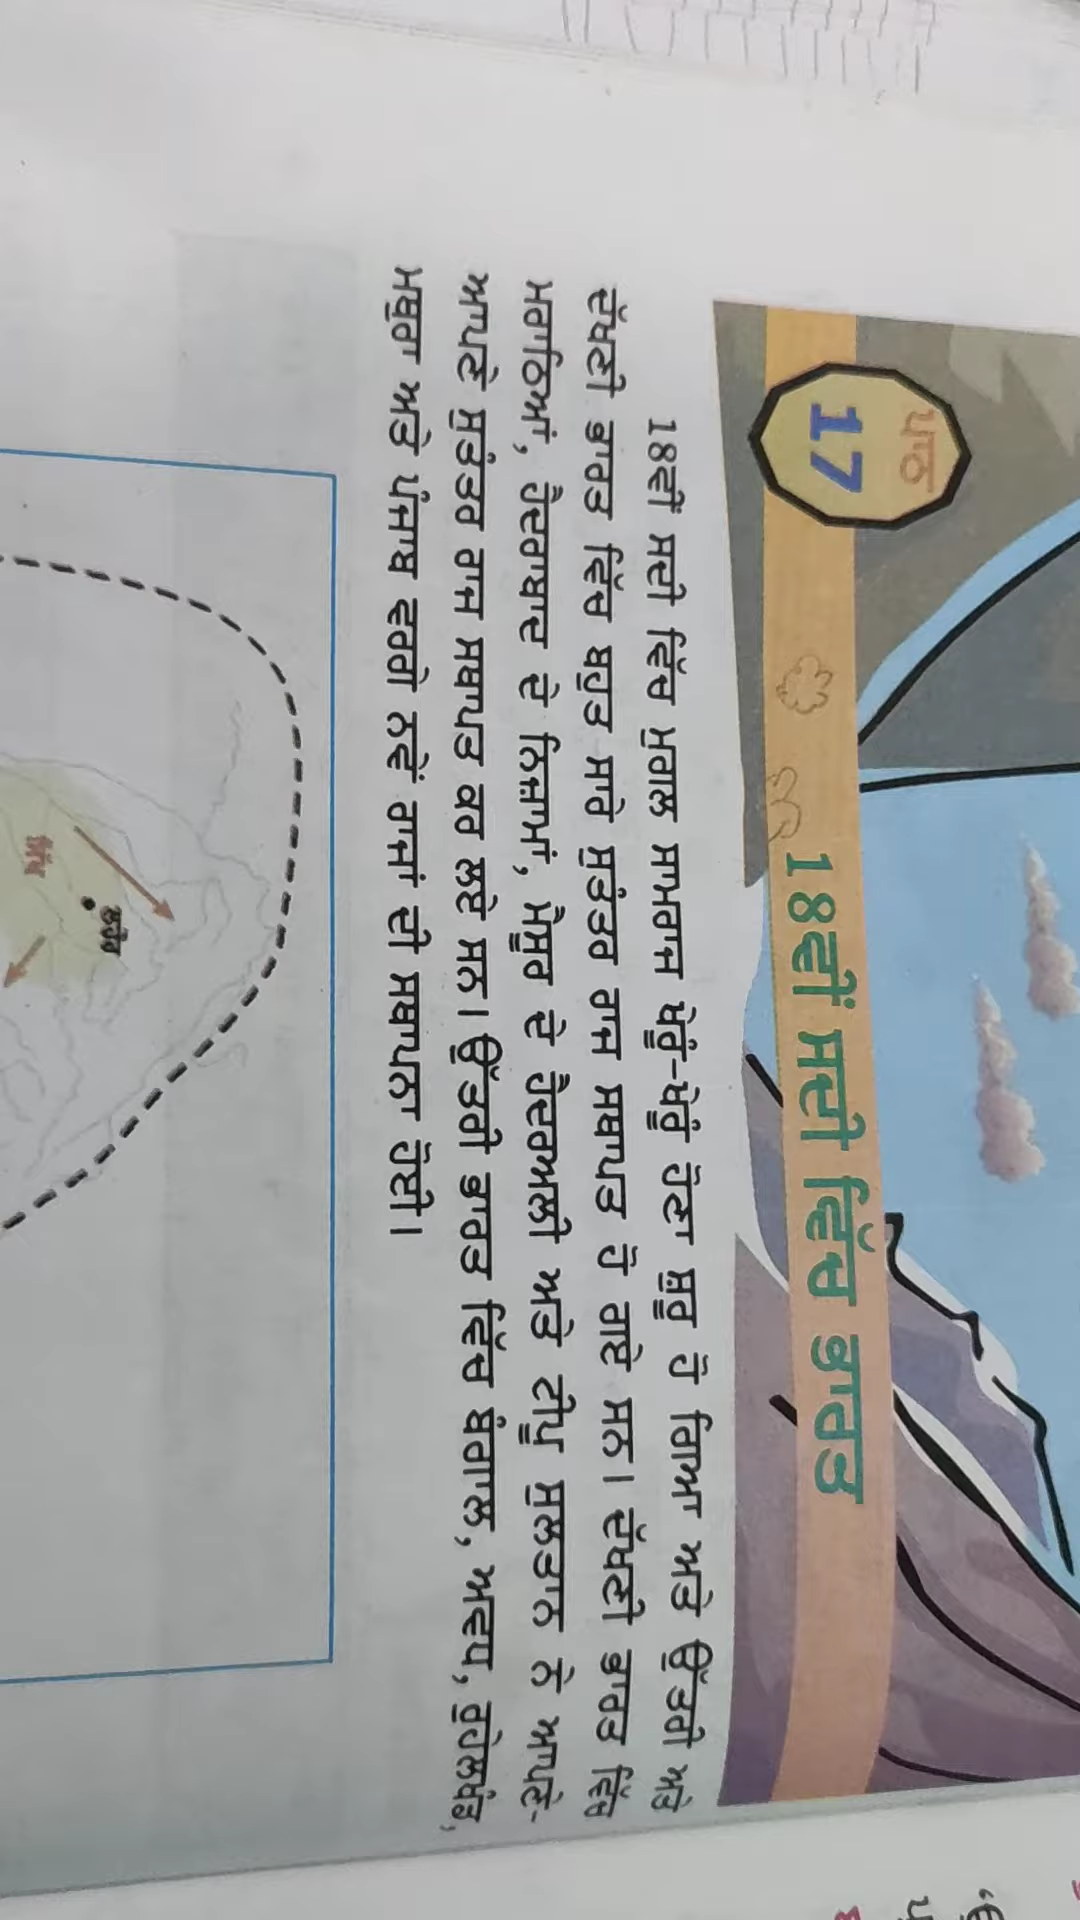 ਪਾਠ
17
18ਵੀਂ ਸਦੀ ਵਿੱਚ ਭਾਰਤ
18ਵੀਂ ਸਦੀ ਵਿੱਚ ਮੁਗਲ ਸਾਮਰਾਜ ਖੇਰੂੰ-ਖੇਰੂੰ ਹੋਣਾ ਸ਼ੁਰੂ ਹੋ ਗਿਆ ਅਤੇ ਉੱਤਰੀ ਅਤੇ
ਦੱਖਣੀ ਭਾਰਤ ਵਿੱਚ ਬਹੁਤ ਸਾਰੇ ਸੁਤੰਤਰ ਰਾਜ ਸਥਾਪਤ ਹੋ ਗਏ ਸਨ। ਦੱਖਣੀ ਭਾਰਤ ਵਿੱਚ
ਮਰਾਠਿਆਂ, ਹੈਦਰਾਬਾਦ ਦੇ ਨਿਜ਼ਾਮਾਂ, ਮੈਸੂਰ ਦੇ ਹੈਦਰਅਲੀ ਅਤੇ ਟੀਪੂ ਸੁਲਤਾਨ ਨੇ ਆਪਣੇ-
ਆਪਣੇ ਸੁਤੰਤਰ ਰਾਜ ਸਥਾਪਤ ਕਰ ਲਏ ਸਨ। ਉੱਤਰੀ ਭਾਰਤ ਵਿੱਚ ਬੰਗਾਲ, ਅਵਧ, ਰੁਹੇਲਖੰਡ,
ਮਥੁਰਾ ਅਤੇ ਪੰਜਾਬ ਵਰਗੇ ਨਵੇਂ ਰਾਜਾਂ ਦੀ ਸਥਾਪਨਾ ਹੋਈ।